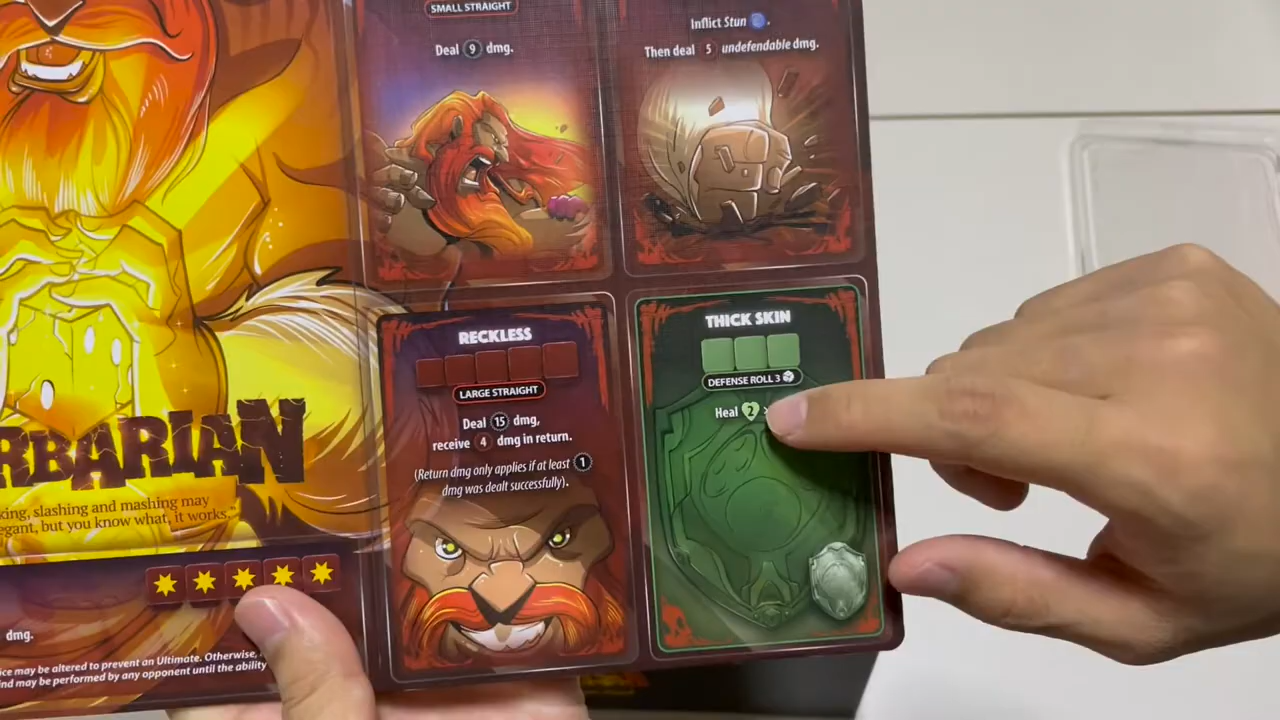 SMALL STRAIGHT
Deal 9 dmg.
Inflict Stun.
Then deal 5 undefendable dmg.
RECKLESS
LARGE STRAIGHT
Deal 15 dmg,
receive 4 dmg in return.
(Return dmg only applies if at least 1
dmg was dealt successfully).
THICK SKIN
DEFENSE ROLL 3
Heal 2
RBARIAN
king, slashing and mashing may
egant, but you know what, it works."
dmg.
ice may be altered to prevent an Ultimate. Otherwise,
ind may be performed by any opponent until the ability